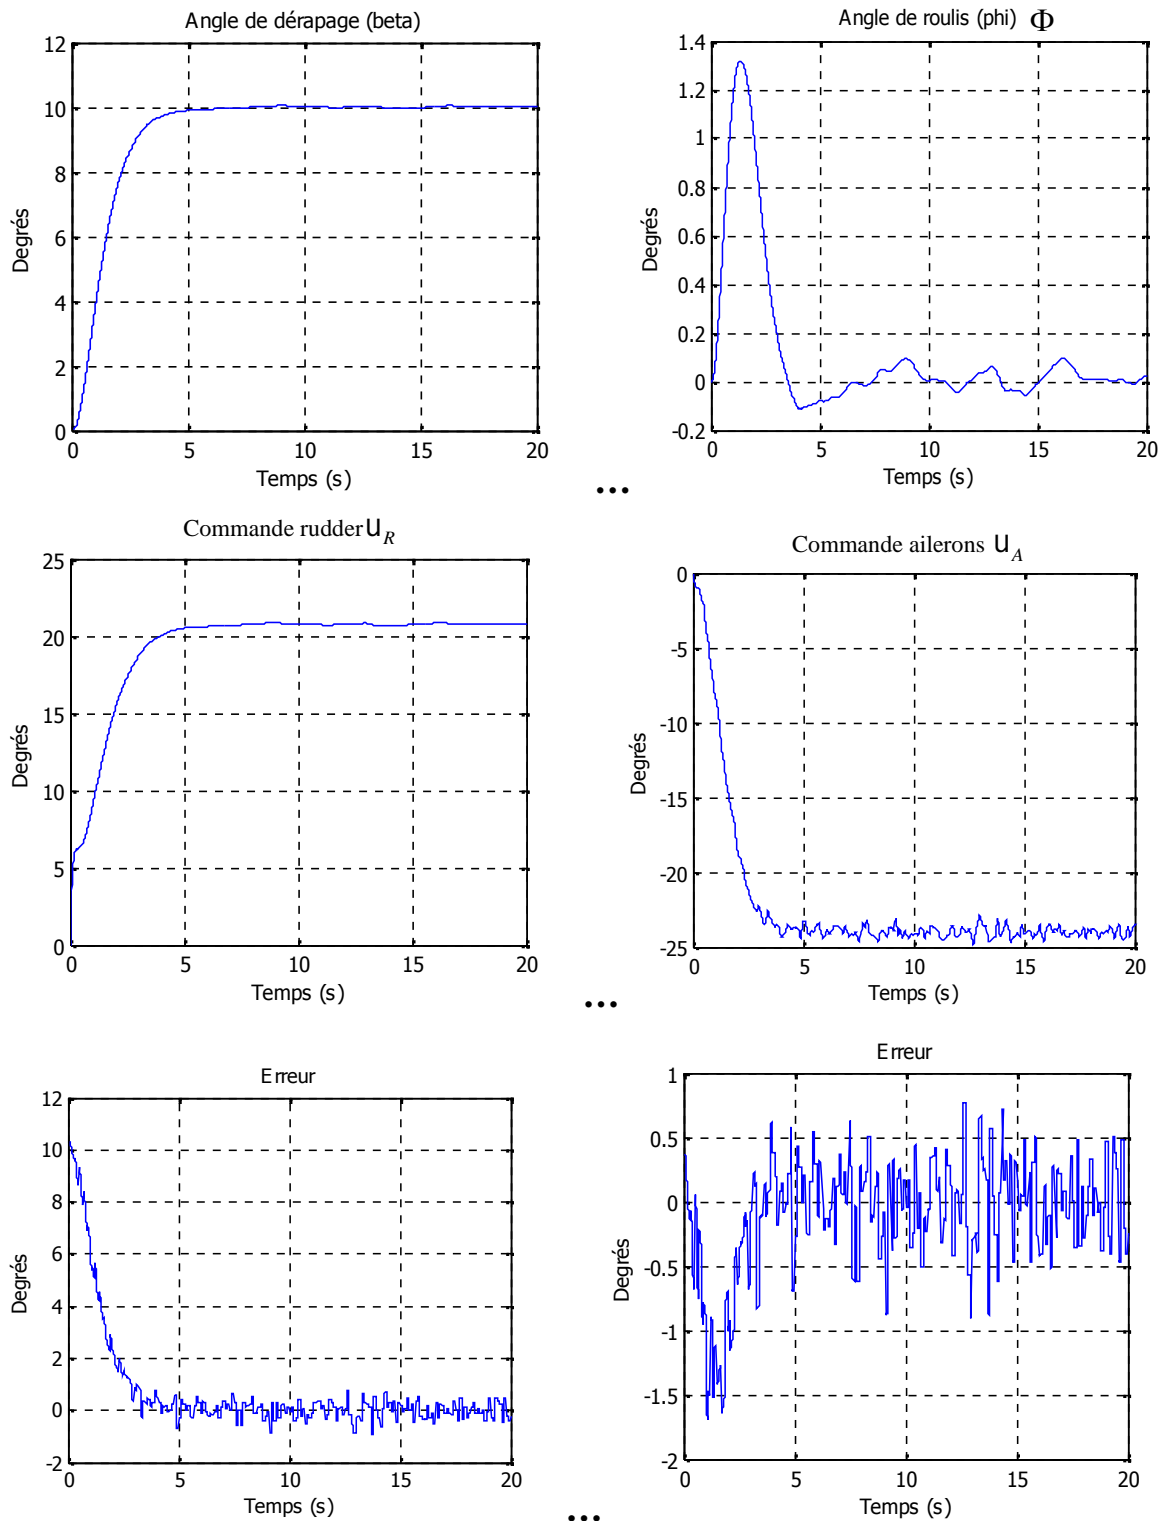 Angle de dérapage (beta)
12
10
8
6
4
2
0
Degrés
0 5 10 15 20
Temps (s)
Angle de roulis (phi) Φ
1.4
1.2
1
0.8
0.6
0.4
0.2
0
-0.2
Degrés
0 5 10 15 20
Temps (s)
...
Commande rudder u_R
25
20
15
10
5
0
Degrés
0 5 10 15 20
Temps (s)
Commande ailerons u_A
0
-5
-10
-15
-20
-25
Degrés
0 5 10 15 20
Temps (s)
...
Erreur
12
10
8
6
4
2
0
-2
Degrés
0 5 10 15 20
Temps (s)
Erreur
1
0.5
0
-0.5
-1
-1.5
-2
Degrés
0 5 10 15 20
Temps (s)
...